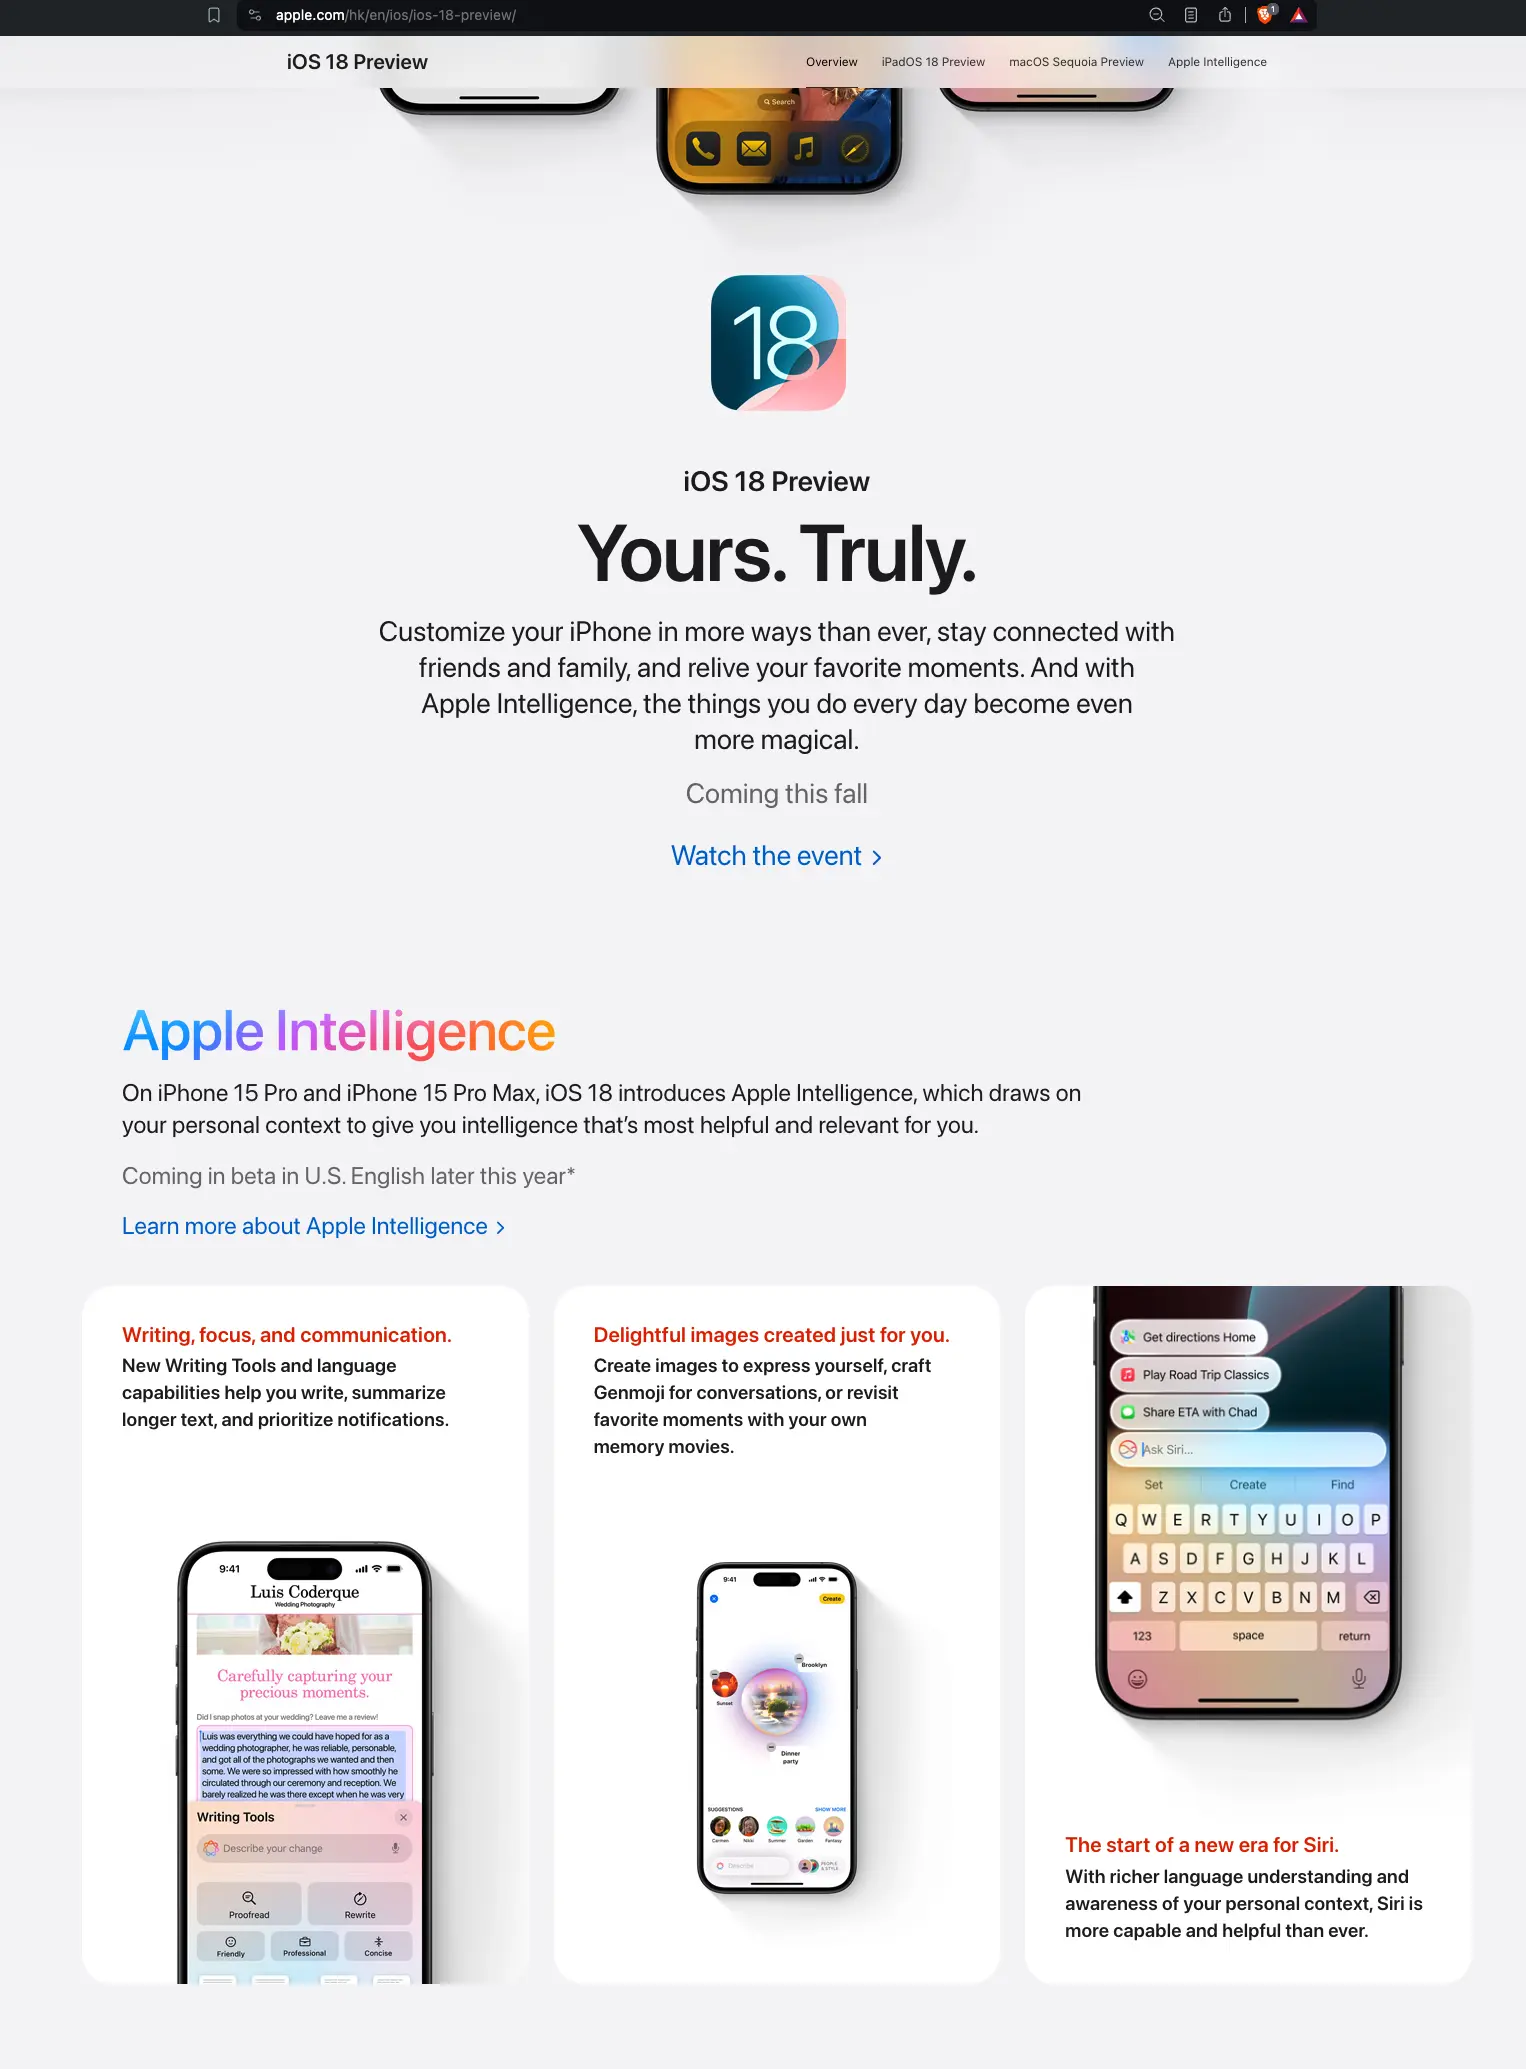 apple.com/hk/en/ios/ios-18-preview/
1
iOS 18 Preview
Overview
iPadOS 18 Preview
macOS Sequoia Preview
Apple Intelligence
Search
18
iOS 18 Preview
Yours. Truly.
Customize your iPhone in more ways than ever, stay connected with
friends and family, and relive your favorite moments. And with
Apple Intelligence, the things you do every day become even
more magical.
Coming this fall
Watch the event >
Apple Intelligence
On iPhone 15 Pro and iPhone 15 Pro Max, iOS 18 introduces Apple Intelligence, which draws on
your personal context to give you intelligence that’s most helpful and relevant for you.
Coming in beta in U.S. English later this year*
Learn more about Apple Intelligence >
Writing, focus, and communication.
New Writing Tools and language
capabilities help you write, summarize
longer text, and prioritize notifications.
9:41
Luis Coderque
Wedding Photography
Carefully capturing your
precious moments.
Did I snap photos at your wedding? Leave me a review!
Luis was everything we could have hoped for as a
wedding photographer, he was reliable, personable,
and got all of the photographs we wanted and then
some. We were so impressed with how smoothly he
circulated through our ceremony and reception. We
barely realized he was there except when he was very
Writing Tools
Describe your change
Proofread
Rewrite
Friendly
Professional
Concise
Delightful images created just for you.
Create images to express yourself, craft
Genmoji for conversations, or revisit
favorite moments with your own
memory movies.
9:41
Create
Brooklyn
Sunset
Dinner
party
SUGGESTIONS
SHOW MORE
Carmen
Nikki
Summer
Garden
Fantasy
Describe
PEOPLE
& STYLE
Get directions Home
Play Road Trip Classics
Share ETA with Chad
Ask Siri...
Set
Create
Find
Q W E R T Y U I O P
A S D F G H J K L
Z X C V B N M
123
space
return
The start of a new era for Siri.
With richer language understanding and
awareness of your personal context, Siri is
more capable and helpful than ever.